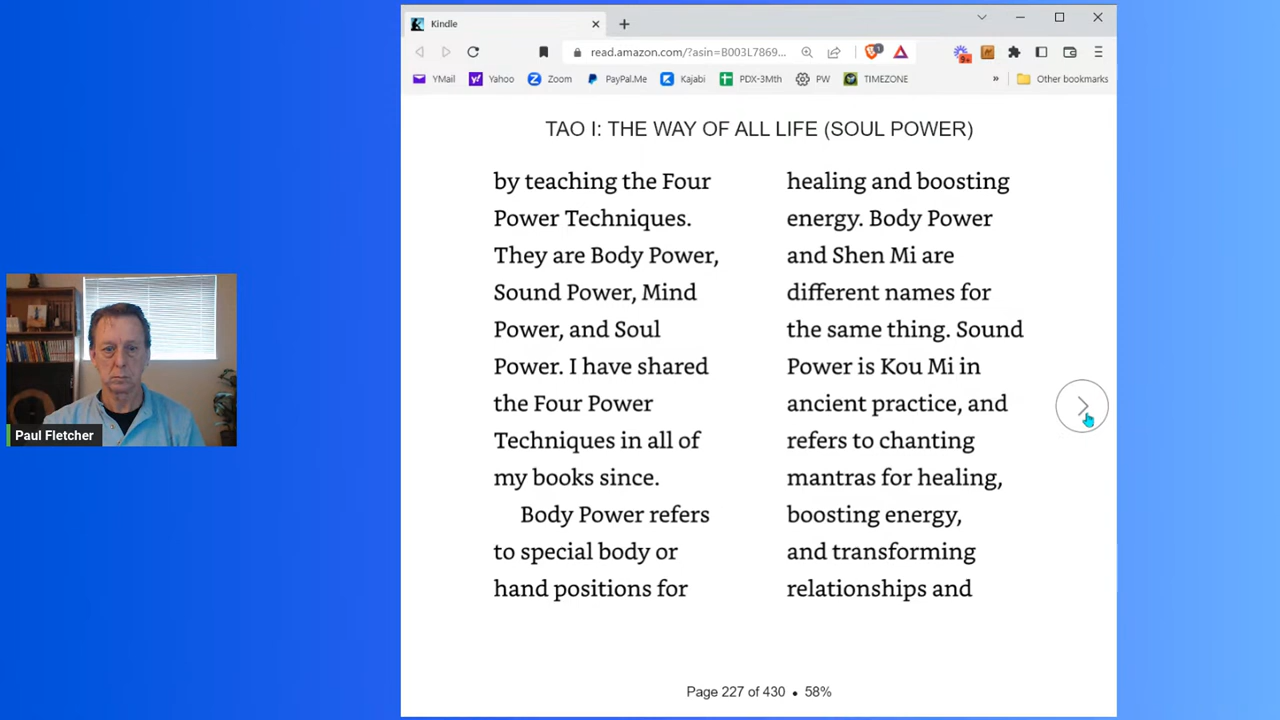 Kindle
read.amazon.com/?asin=B003L7869...
1
9+
YMail
Yahoo
Zoom
PayPal.Me
Kajabi
PDX-3Mth
PW
TIMEZONE
»
Other bookmarks
TAO I: THE WAY OF ALL LIFE (SOUL POWER)
by teaching the Four
Power Techniques.
They are Body Power,
Sound Power, Mind
Power, and Soul
Power. I have shared
the Four Power
Techniques in all of
my books since.
Body Power refers
to special body or
hand positions for
healing and boosting
energy. Body Power
and Shen Mi are
different names for
the same thing. Sound
Power is Kou Mi in
ancient practice, and
refers to chanting
mantras for healing,
boosting energy,
and transforming
relationships and
Page 227 of 430 • 58%
Paul Fletcher